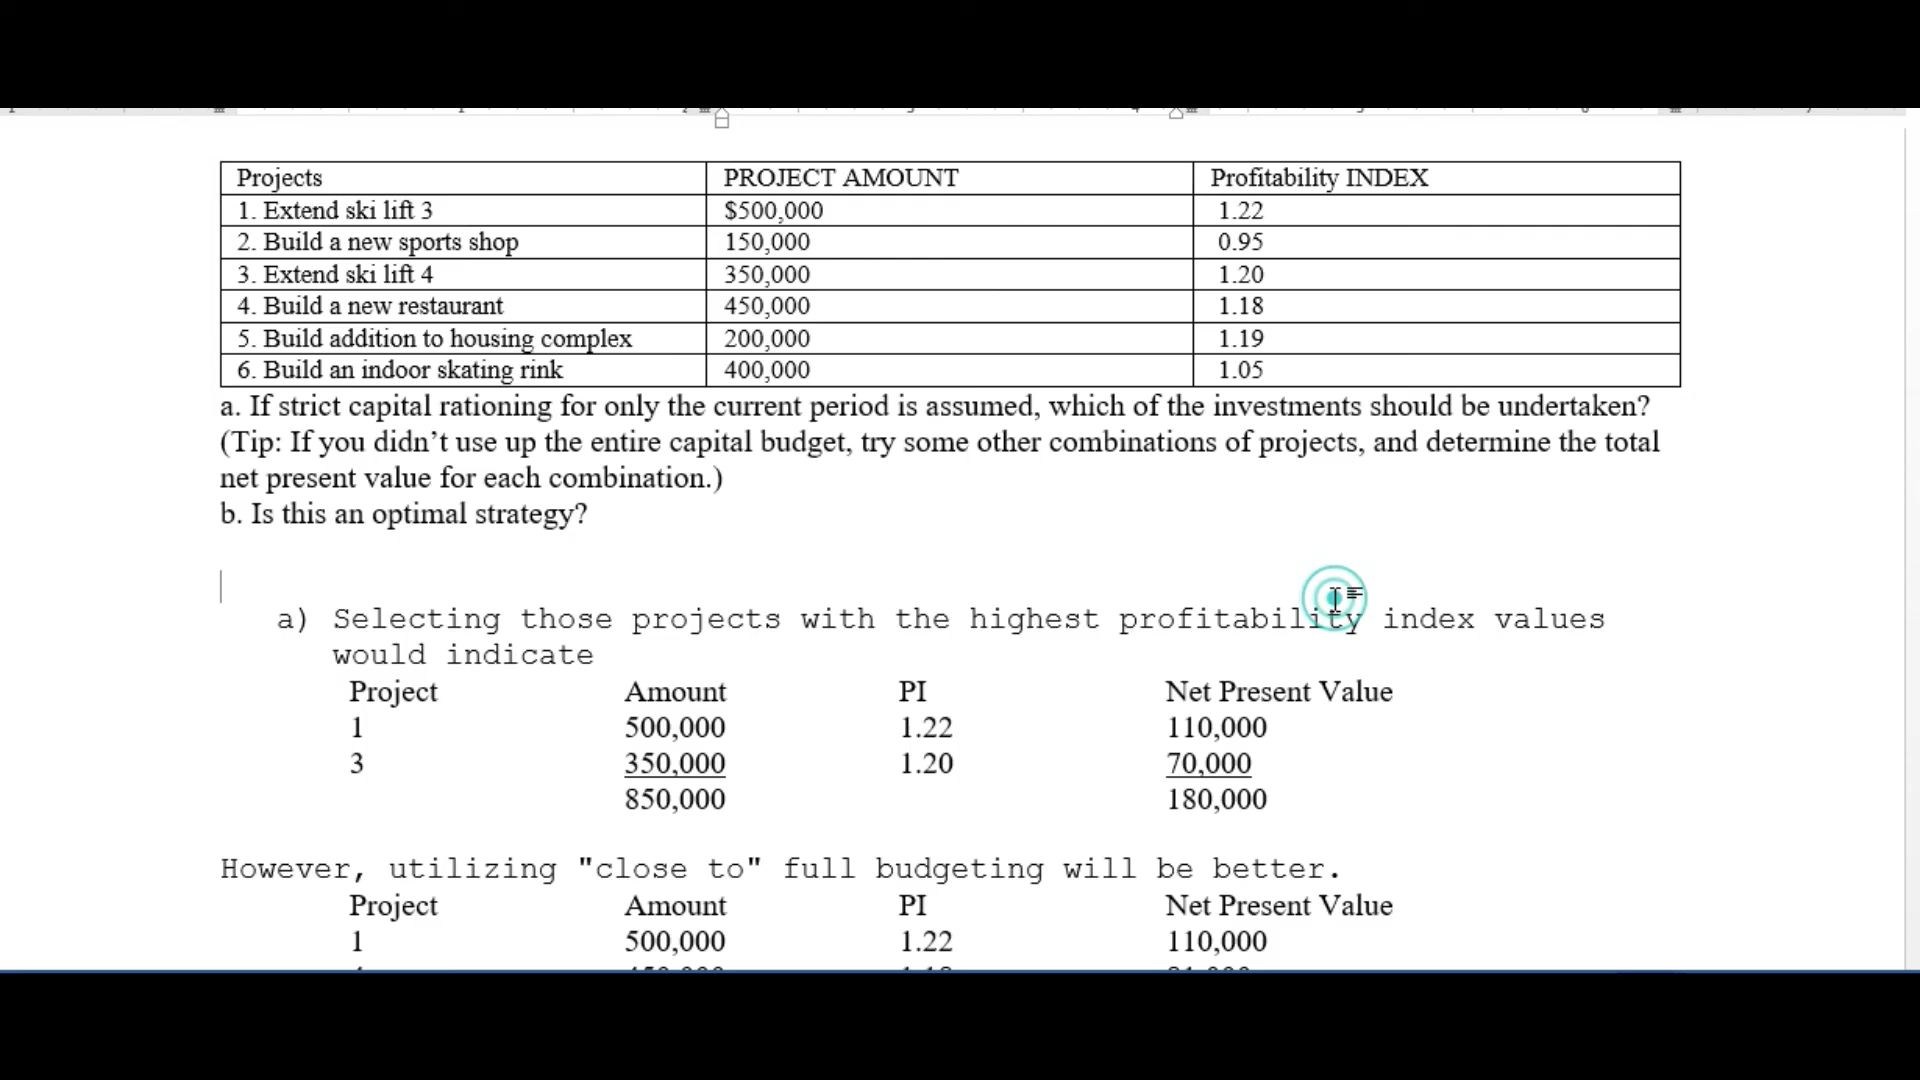 Projects PROJECT AMOUNT Profitability INDEX
1. Extend ski lift 3 $500,000 1.22
2. Build a new sports shop 150,000 0.95
3. Extend ski lift 4 350,000 1.20
4. Build a new restaurant 450,000 1.18
5. Build addition to housing complex 200,000 1.19
6. Build an indoor skating rink 400,000 1.05
a. If strict capital rationing for only the current period is assumed, which of the investments should be undertaken?
(Tip: If you didn’t use up the entire capital budget, try some other combinations of projects, and determine the total
net present value for each combination.)
b. Is this an optimal strategy?
a) Selecting those projects with the highest profitability index values
would indicate
Project Amount PI Net Present Value
1 500,000 1.22 110,000
3 350,000 1.20 70,000
850,000 180,000
However, utilizing "close to" full budgeting will be better.
Project Amount PI Net Present Value
1 500,000 1.22 110,000